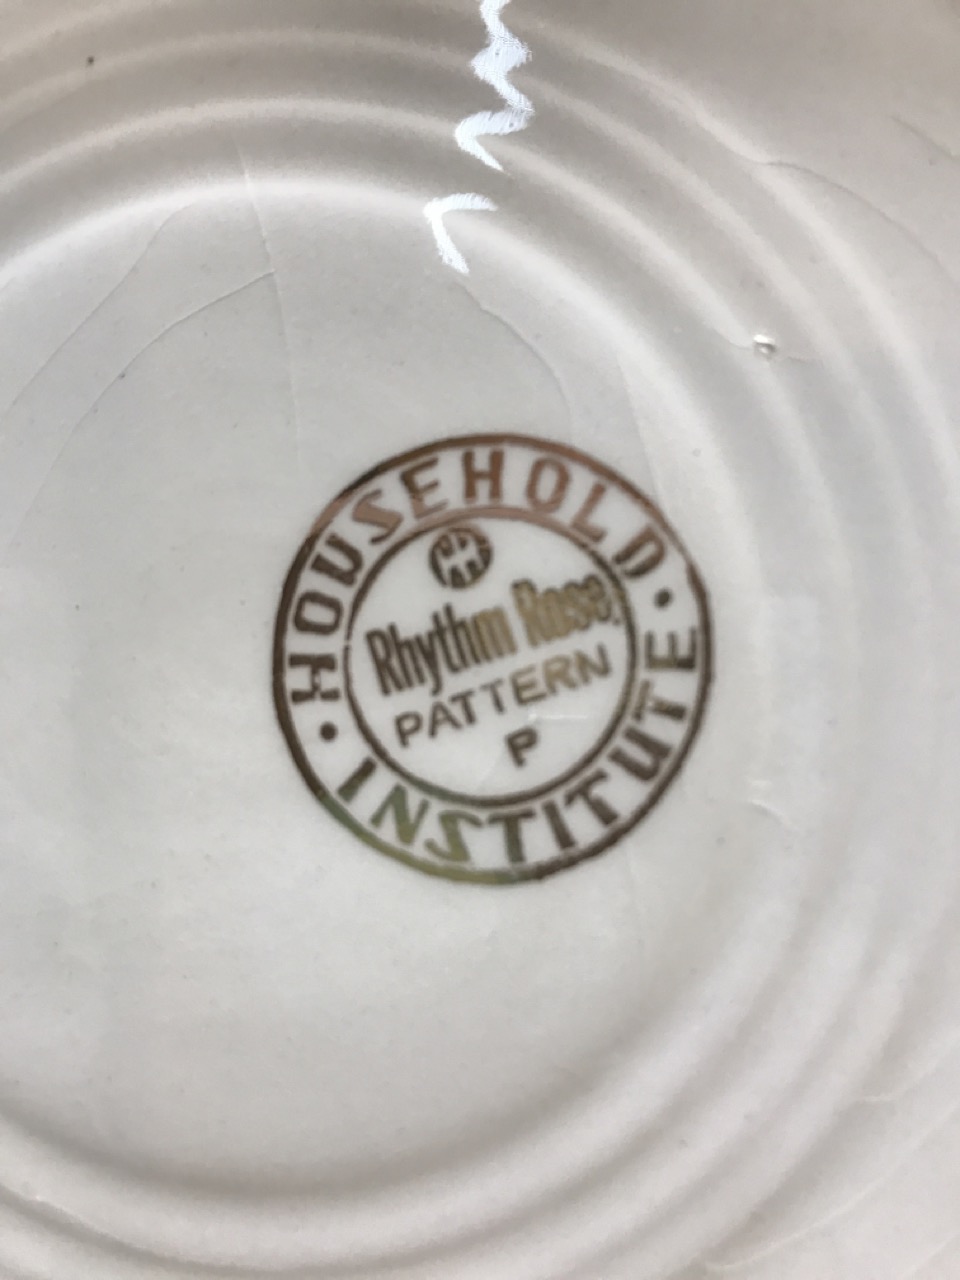 HOUSEHOLD
Rhythm Rose
PATTERN
P
INSTITUTE